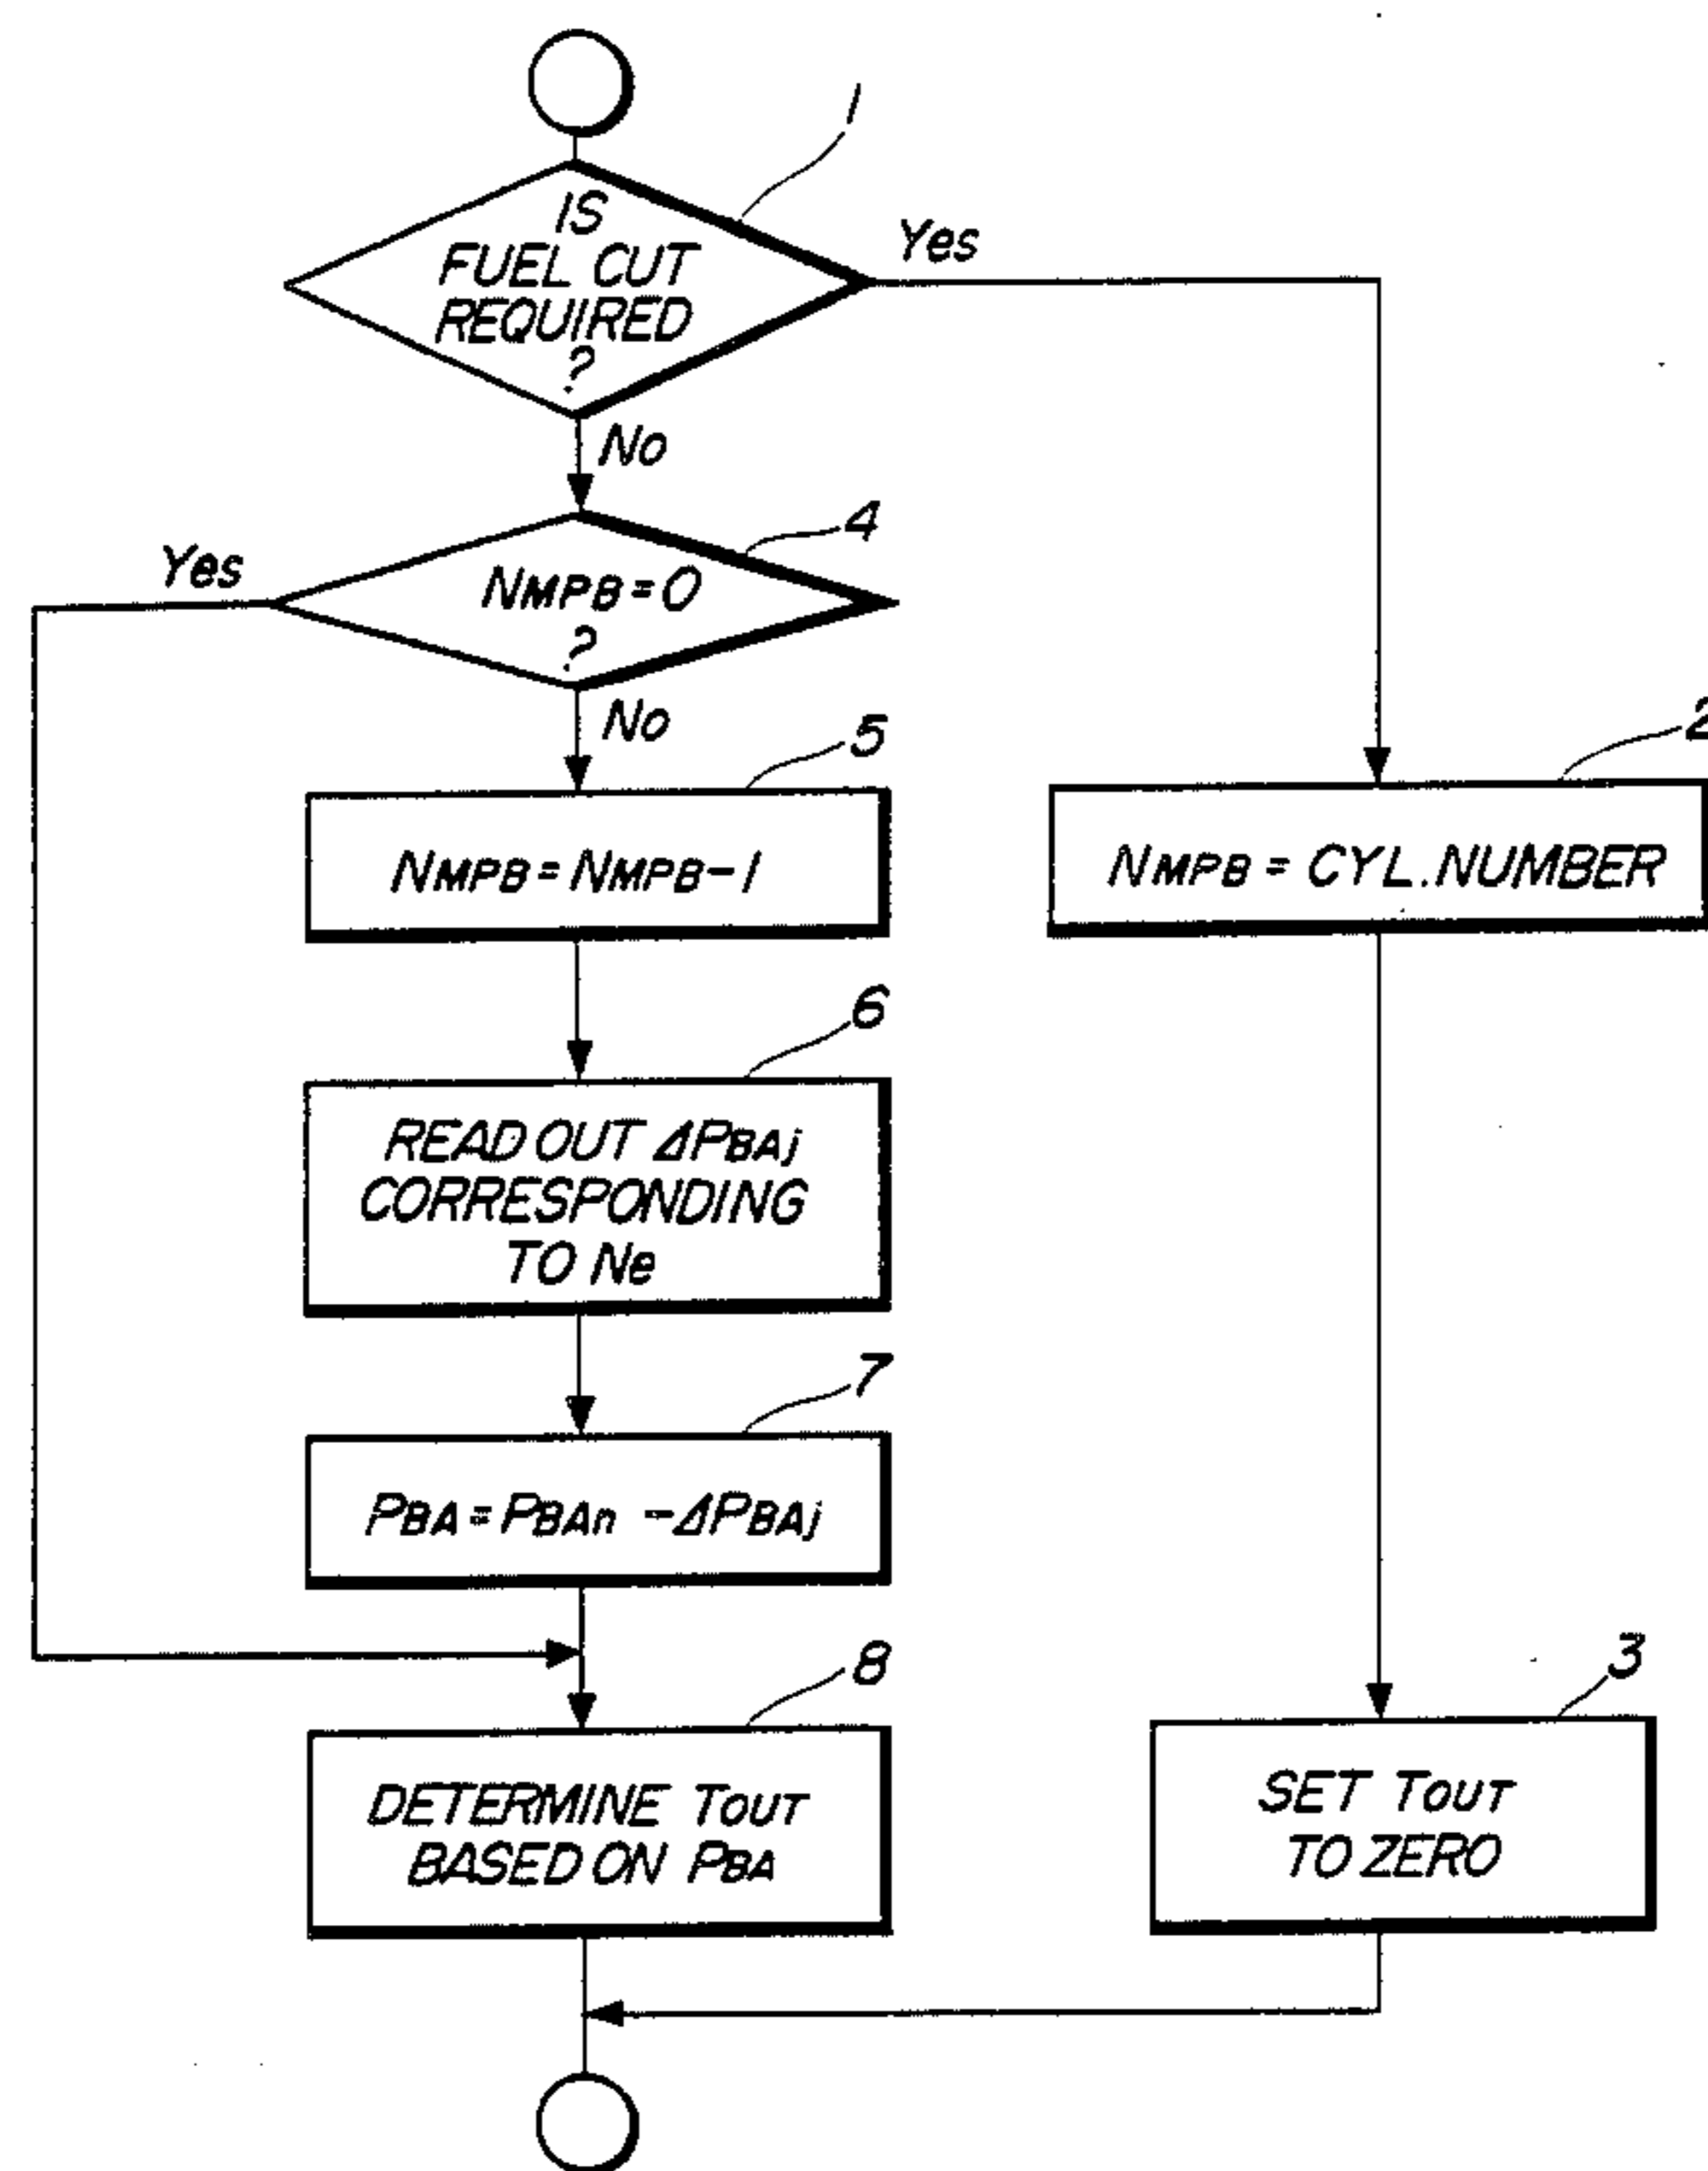 1
IS
FUEL CUT
REQUIRED
?
Yes
No
4
Yes
NMPB=0
?
No
5
2
NMPB=NMPB-1
NMPB = CYL.NUMBER
6
READ OUT ΔPBAj
CORRESPONDING
TO Ne
7
PBA=PBAn -ΔPBAj
8
3
DETERMINE TOUT
BASED ON PBA
SET TOUT
TO ZERO